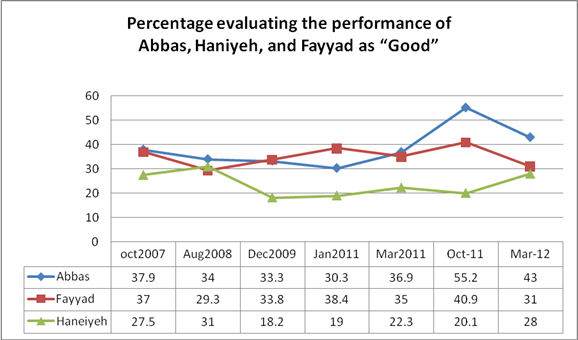 Percentage evaluating the performance of
Abbas, Haniyeh, and Fayyad as “Good”
60
50
40
30
20
10
0
oct2007 Aug2008 Dec2009 Jan2011 Mar2011 Oct-11 Mar-12
Abbas 37.9 34 33.3 30.3 36.9 55.2 43
Fayyad 37 29.3 33.8 38.4 35 40.9 31
Haneiyeh 27.5 31 18.2 19 22.3 20.1 28